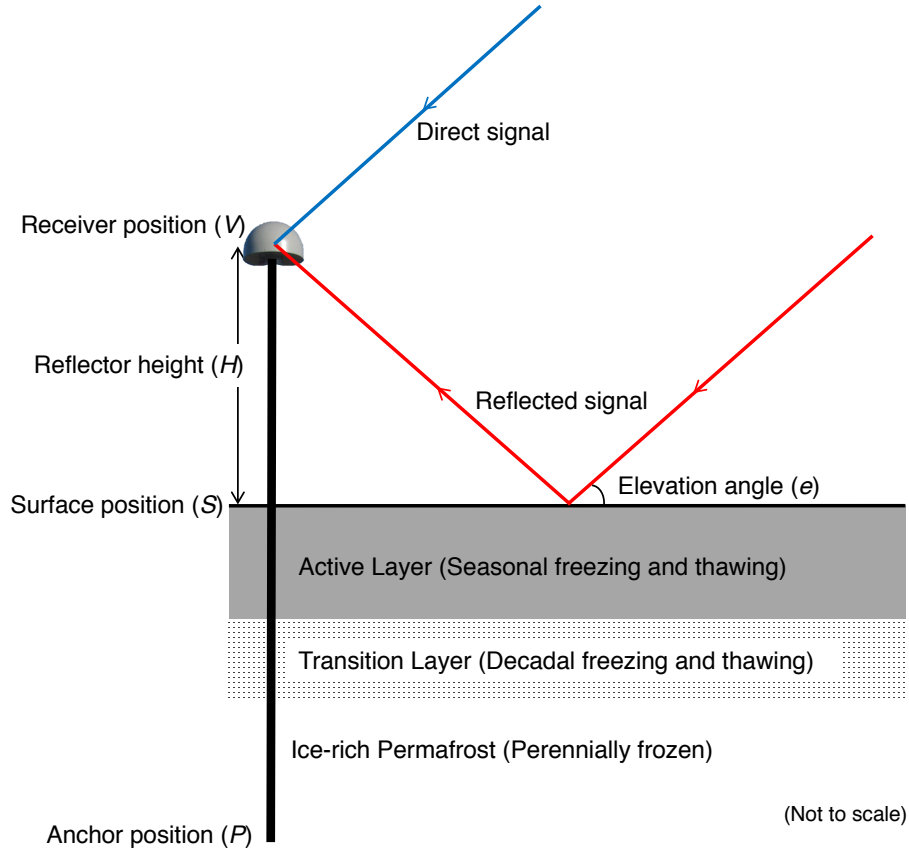 Direct signal
Receiver position (V)
Reflector height (H)
Reflected signal
Elevation angle (e)
Surface position (S)
Active Layer (Seasonal freezing and thawing)
Transition Layer (Decadal freezing and thawing)
Ice-rich Permafrost (Perennially frozen)
(Not to scale)
Anchor position (P)